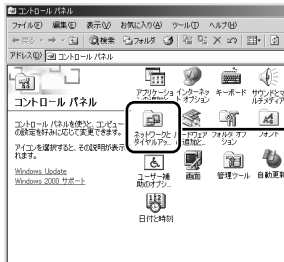 コントロール パネル
ファイル(F) 編集(E) 表示(V) お気に入り(A) ツール(T) ヘルプ(H)
戻る 検索 フォルダ
アドレス(D) コントロール パネル
コントロール パネル
コントロール パネルを使うと、コンピュー
の設定を好みに応じて変更できます。
アイコンを選択すると、その説明が表示
れます。
Windows Update
Windows 2000 サポート
アプリケーショ インターネッ キーボード サウンドとマ
ト オプション ルチメディア
ネットワークと フォルダ オプ フォント
ダイヤルアッ... ション
ユーザー補 画面 管理ツール 自動更新
助のオプシ...
日付と時刻